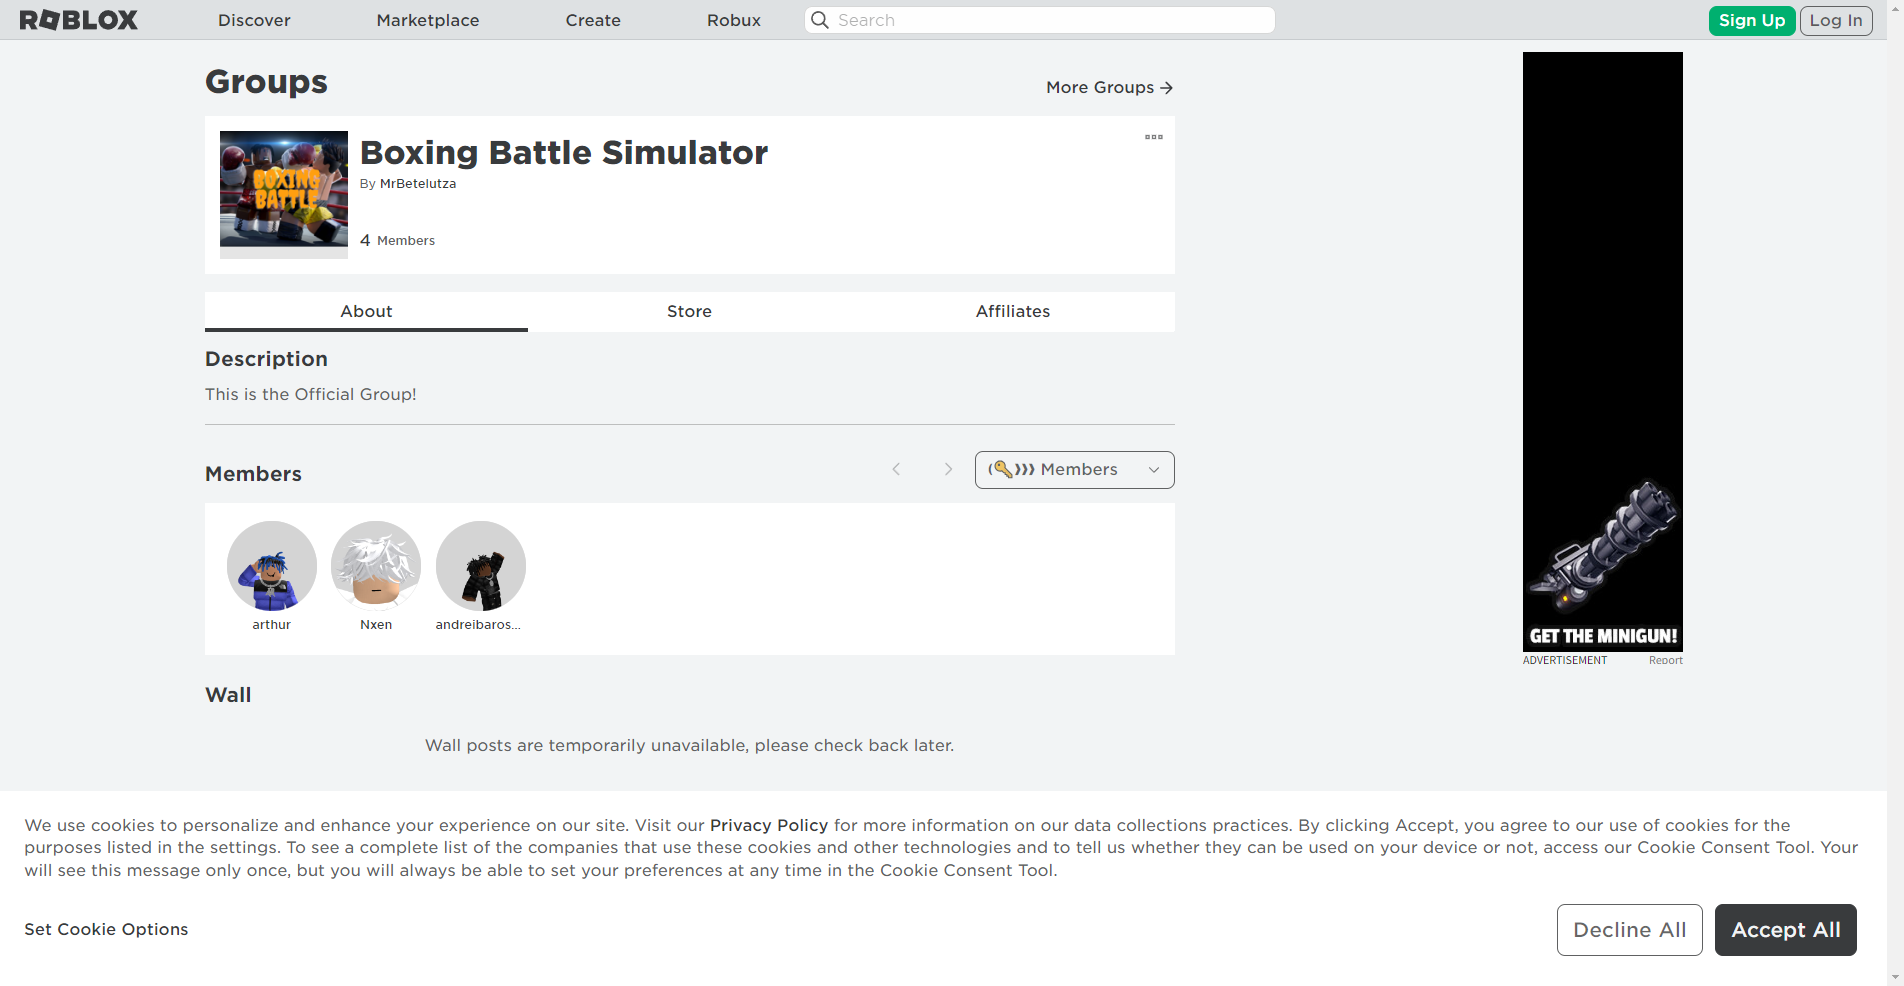 ROBLOX
Discover
Marketplace
Create
Robux
Search
Sign Up
Log In
Groups
More Groups
BOXING
BATTLE
Boxing Battle Simulator
By MrBetelutza
4 Members
About
Store
Affiliates
Description
This is the Official Group!
Members
(🔑))) Members
arthur
Nxen
andreibaros...
GET THE MINIGUN!
ADVERTISEMENT
Report
Wall
Wall posts are temporarily unavailable, please check back later.
We use cookies to personalize and enhance your experience on our site. Visit our Privacy Policy for more information on our data collections practices. By clicking Accept, you agree to our use of cookies for the
purposes listed in the settings. To see a complete list of the companies that use these cookies and other technologies and to tell us whether they can be used on your device or not, access our Cookie Consent Tool. Your
will see this message only once, but you will always be able to set your preferences at any time in the Cookie Consent Tool.
Set Cookie Options
Decline All
Accept All